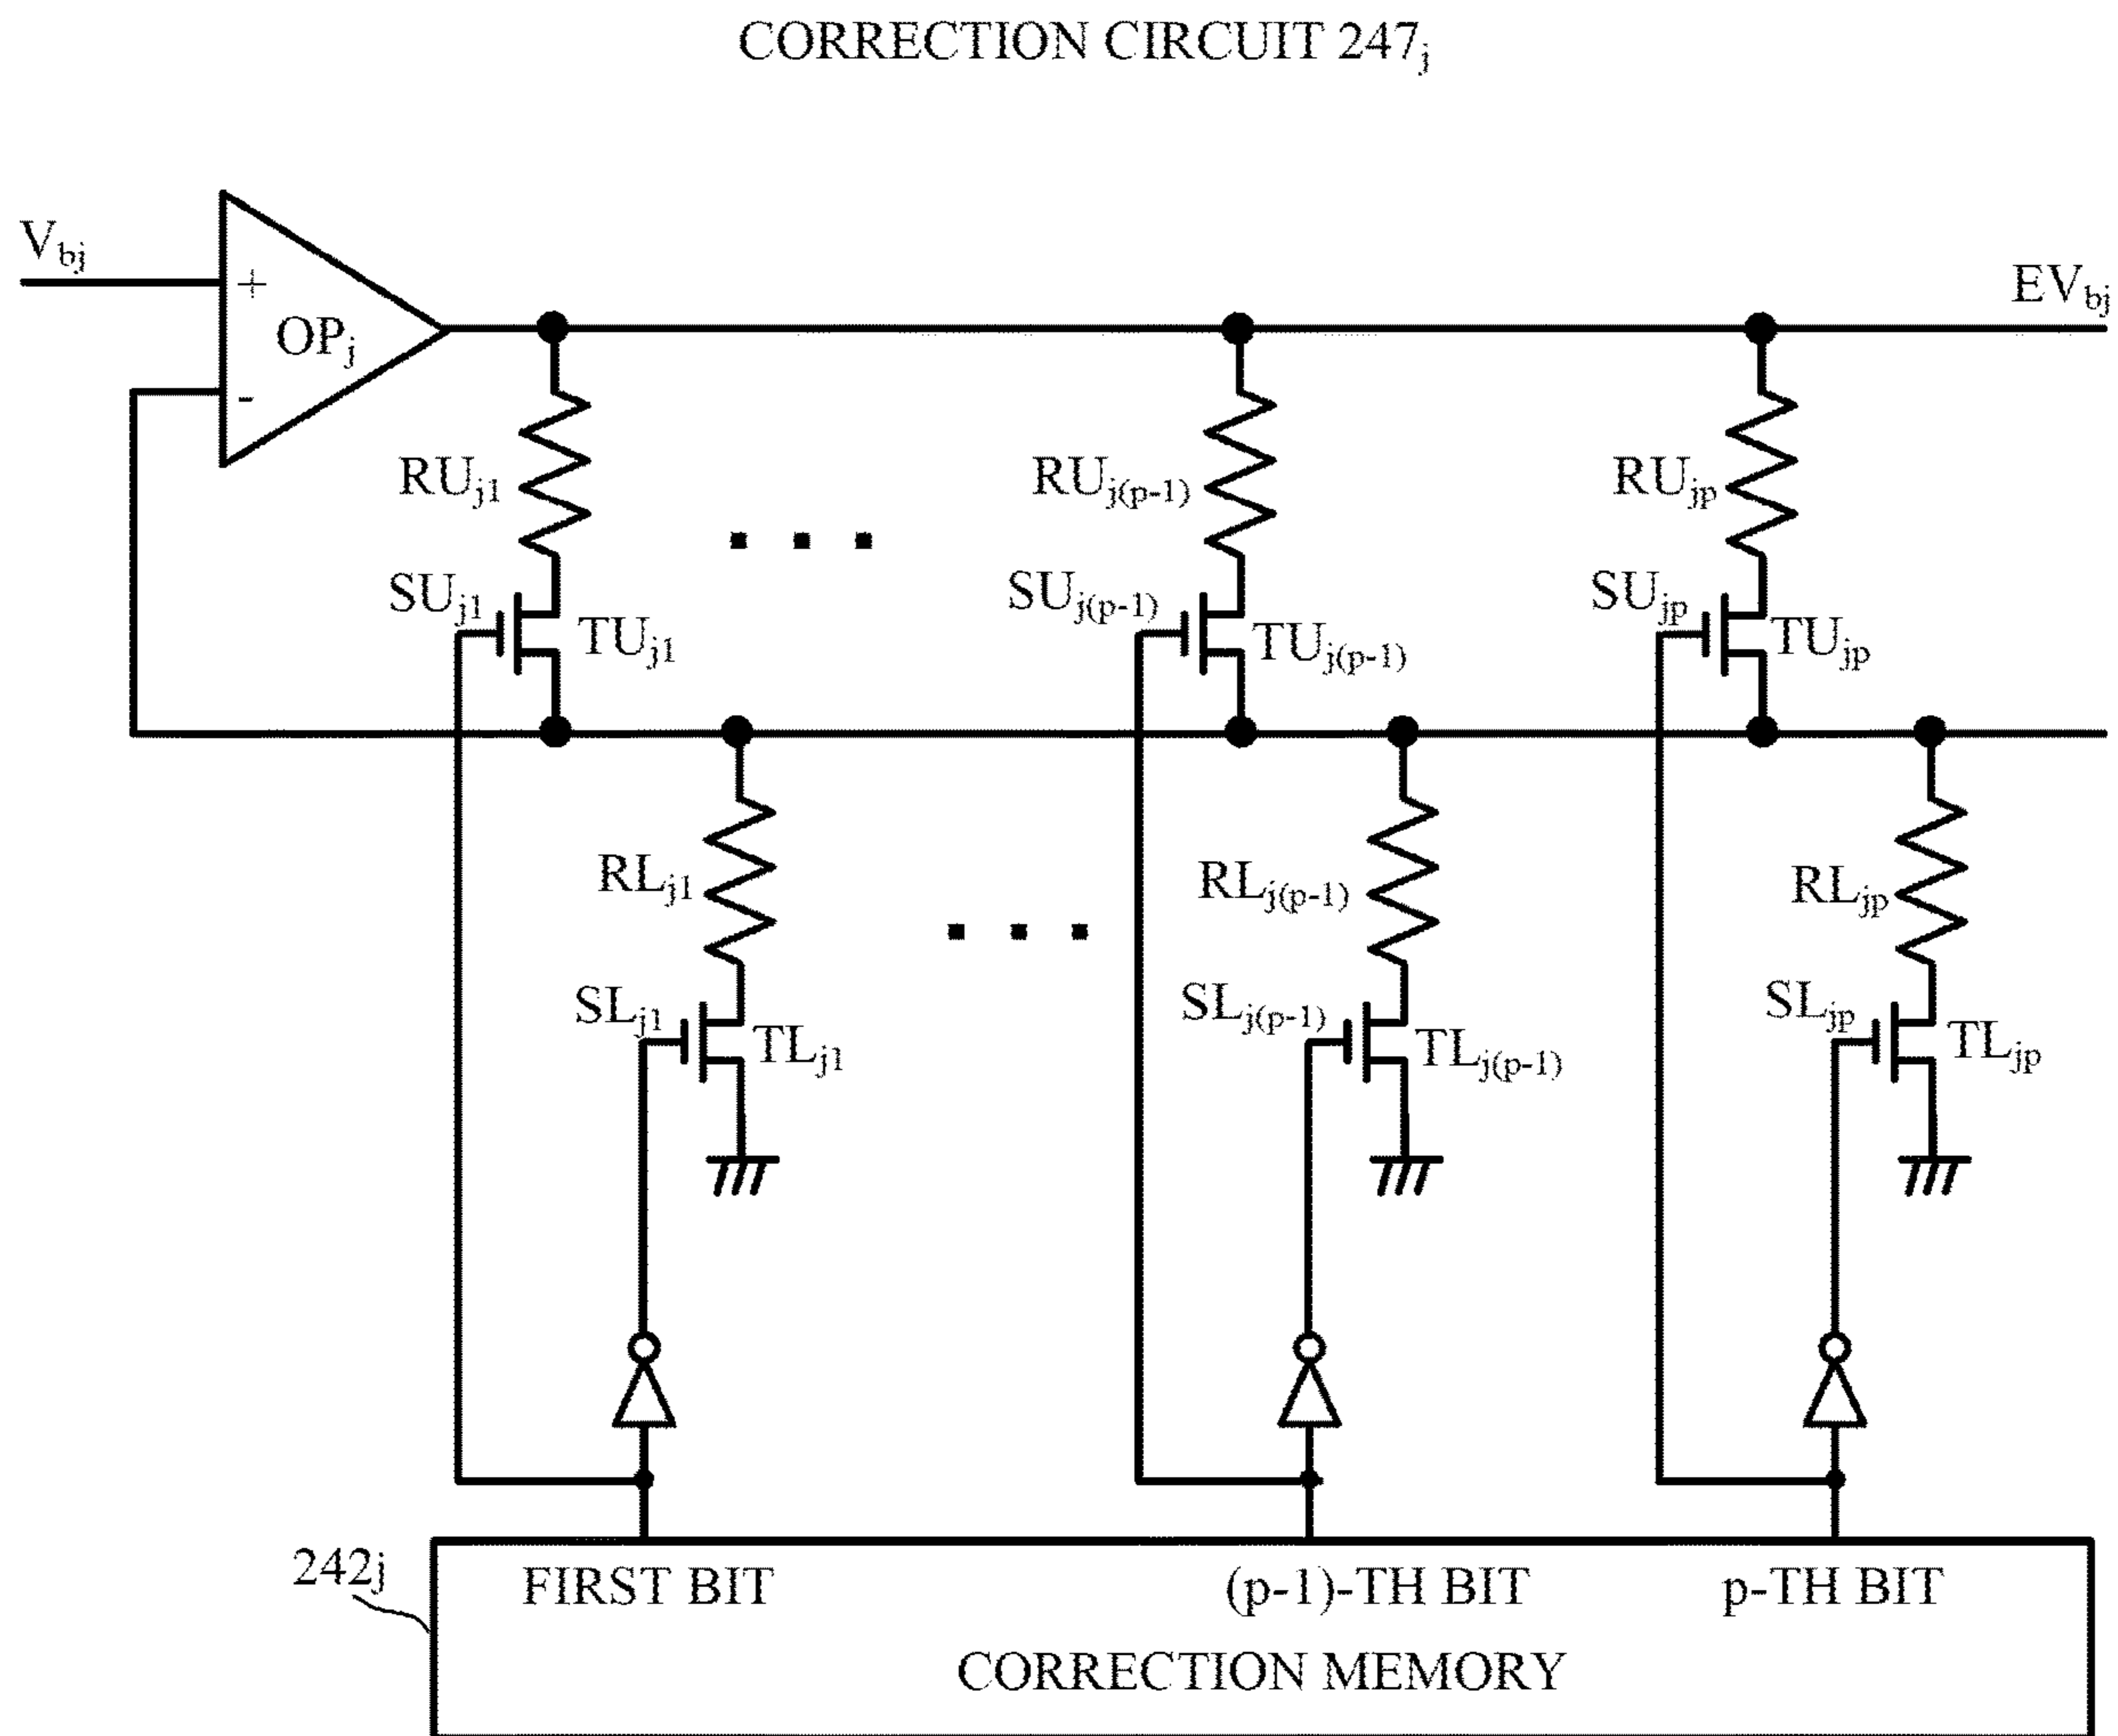 CORRECTION CIRCUIT 247j
Vbj
+
OPj
-
EVbj
RUj1
RUj(p-1)
RUjp
SUj1
TUj1
SUj(p-1)
TUj(p-1)
SUjp
TUjp
RLj1
RLj(p-1)
RLjp
SLj1
TLj1
SLj(p-1)
TLj(p-1)
SLjp
TLjp
242j
FIRST BIT
(p-1)-TH BIT
p-TH BIT
CORRECTION MEMORY